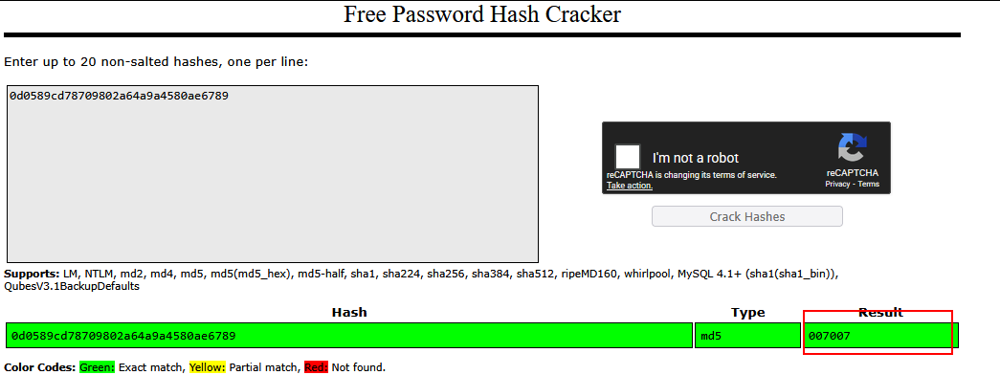 Free Password Hash Cracker
Enter up to 20 non-salted hashes, one per line:
0d0589cd78709802a64a9a4580ae6789
I'm not a robot
reCAPTCHA is changing its terms of service.
Take action.
reCAPTCHA
Privacy - Terms
Crack Hashes
Supports: LM, NTLM, md2, md4, md5, md5(md5_hex), md5-half, sha1, sha224, sha256, sha384, sha512, ripeMD160, whirlpool, MySQL 4.1+ (sha1(sha1_bin)),
QubesV3.1BackupDefaults
Hash Type Result
0d0589cd78709802a64a9a4580ae6789 md5 007007
Color Codes: Green: Exact match, Yellow: Partial match, Red: Not found.